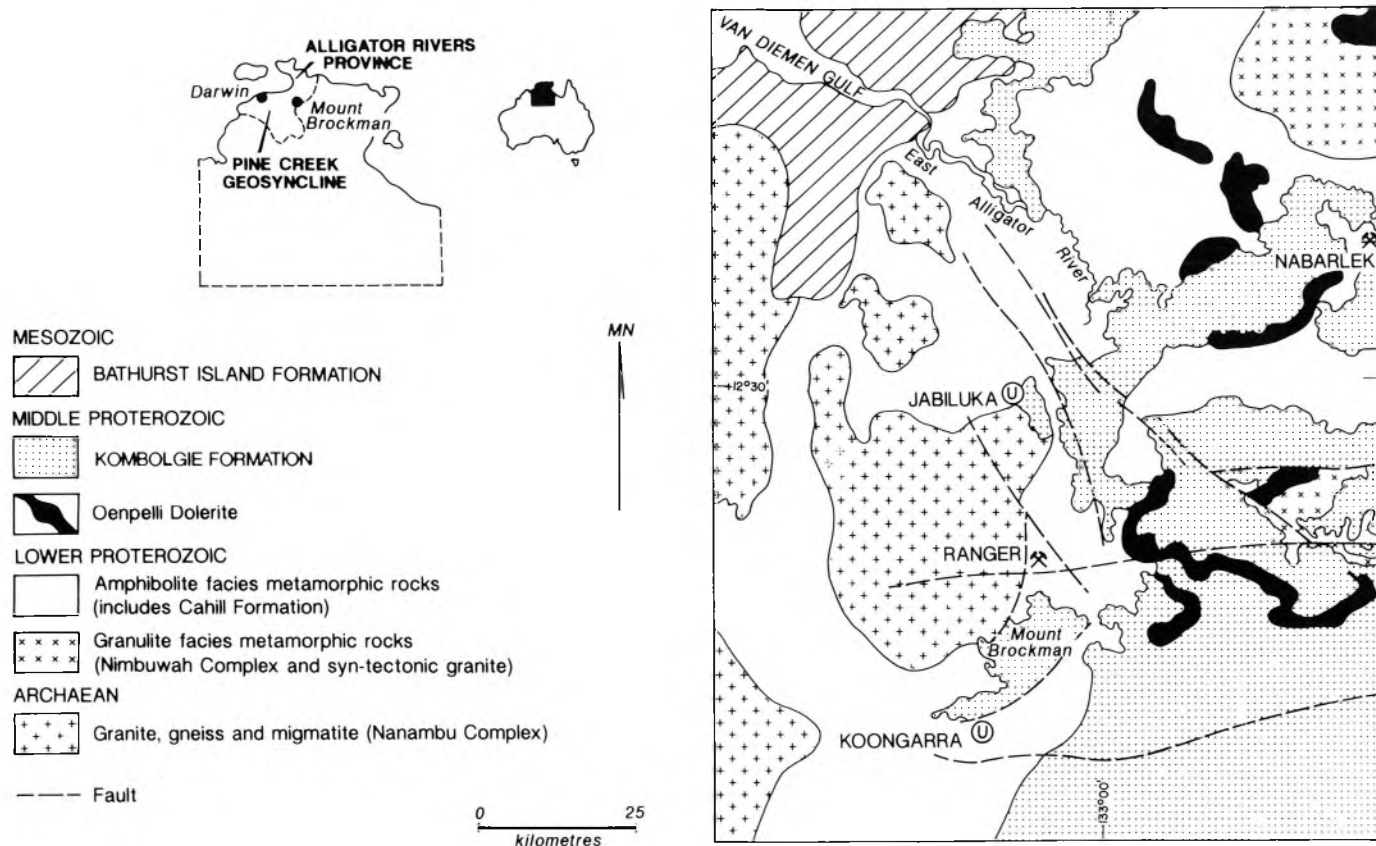 ALLIGATOR RIVERS
PROVINCE
Darwin
Mount
Brockman
PINE CREEK
GEOSYNCLINE
MESOZOIC
BATHURST ISLAND FORMATION
MIDDLE PROTEROZOIC
KOMBOLGIE FORMATION
Oenpelli Dolerite
LOWER PROTEROZOIC
Amphibolite facies metamorphic rocks
(includes Cahill Formation)
Granulite facies metamorphic rocks
(Nimbuwah Complex and syn-tectonic granite)
ARCHAEAN
Granite, gneiss and migmatite (Nanambu Complex)
Fault
MN
0 25
kilometres
VAN DIEMEN GULF
East
Alligator
River
NABARLEK
12°30'
JABILUKA U
RANGER
Mount
Brockman
KOONGARRA U
133°00'